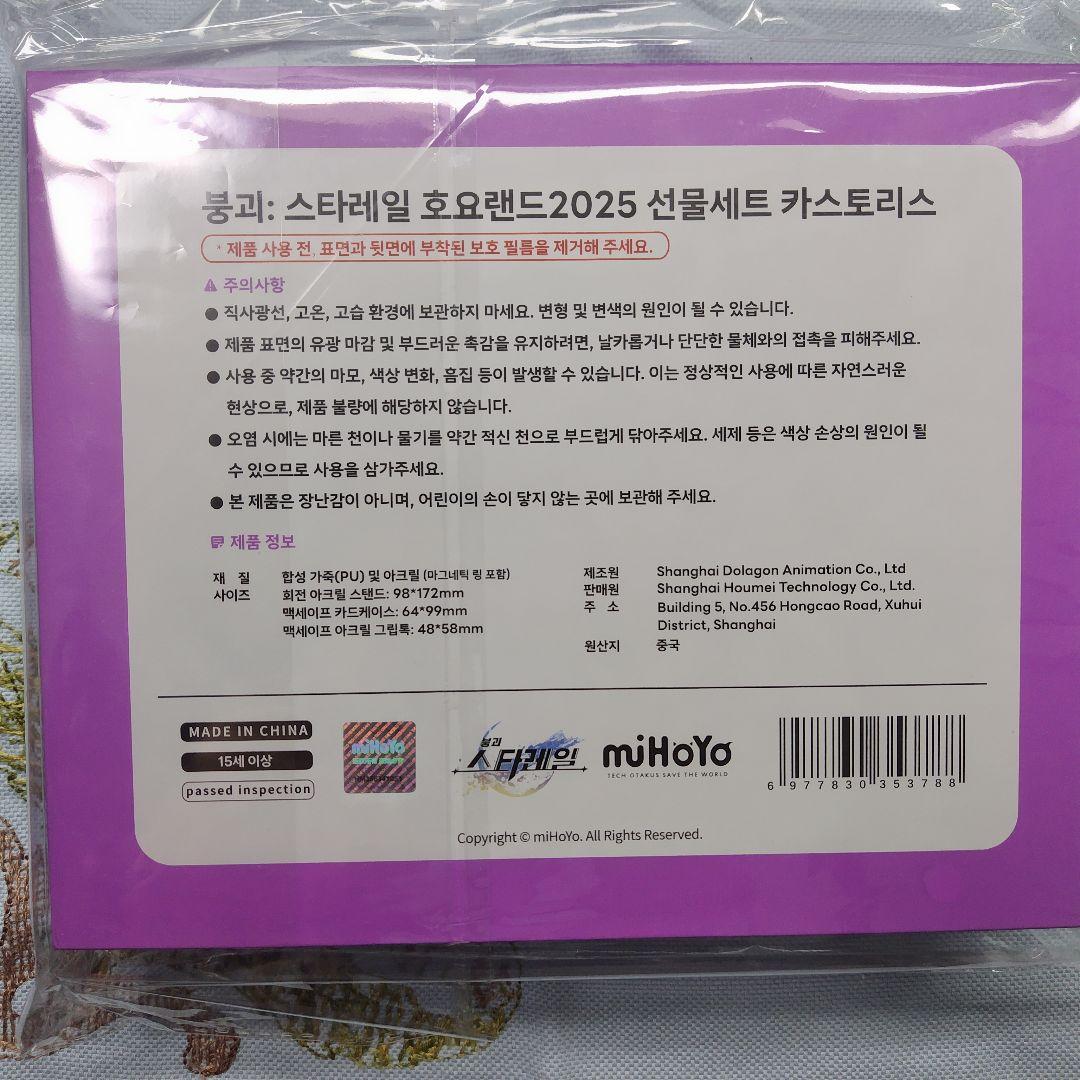 붕괴: 스타레일 호요랜드2025 선물세트 카스토리스
* 제품 사용 전, 표면과 뒷면에 부착된 보호 필름을 제거해 주세요.
주의사항
● 직사광선, 고온, 고습 환경에 보관하지 마세요. 변형 및 변색의 원인이 될 수 있습니다.
● 제품 표면의 유광 마감 및 부드러운 촉감을 유지하려면, 날카롭거나 단단한 물체와의 접촉을 피해주세요.
● 사용 중 약간의 마모, 색상 변화, 흠집 등이 발생할 수 있습니다. 이는 정상적인 사용에 따른 자연스러운
현상으로, 제품 불량에 해당하지 않습니다.
● 오염 시에는 마른 천이나 물기를 약간 적신 천으로 부드럽게 닦아주세요. 세제 등은 색상 손상의 원인이 될
수 있으므로 사용을 삼가주세요.
● 본 제품은 장난감이 아니며, 어린이의 손이 닿지 않는 곳에 보관해 주세요.
제품 정보
재 질 합성 가죽(PU) 및 아크릴 (마그네틱 링 포함)
사이즈 회전 아크릴 스탠드: 98*172mm
맥세이프 카드케이스: 64*99mm
맥세이프 아크릴 그립톡: 48*58mm
제조원 Shanghai Dolagon Animation Co., Ltd
판매원 Shanghai Houmei Technology Co., Ltd.
주 소 Building 5, No.456 Hongcao Road, Xuhui
District, Shanghai
원산지 중국
MADE IN CHINA
15세 이상
passed inspection
miHoYo
붕괴
스타레일
miHoYo
TECH OTAKUS SAVE THE WORLD
6 977830 353788
Copyright © miHoYo. All Rights Reserved.